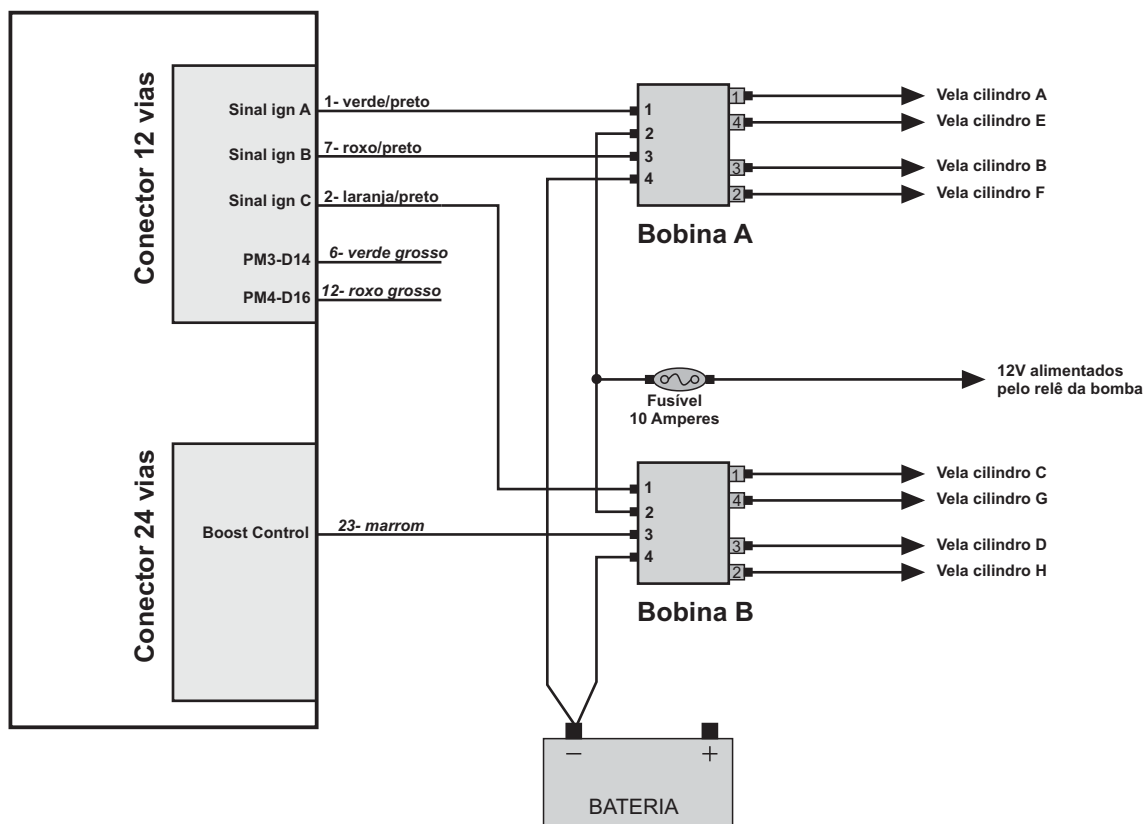 Conector 12 vias
Sinal ign A
Sinal ign B
Sinal ign C
PM3-D14
PM4-D16
1- verde/preto
7- roxo/preto
2- laranja/preto
6- verde grosso
12- roxo grosso
1
2
3
4
1
4
3
2
Bobina A
Vela cilindro A
Vela cilindro E
Vela cilindro B
Vela cilindro F
Fusível
10 Amperes
12V alimentados
pelo relê da bomba
Conector 24 vias
Boost Control
23- marrom
1
2
3
4
1
4
3
2
Bobina B
Vela cilindro C
Vela cilindro G
Vela cilindro D
Vela cilindro H
− +
BATERIA